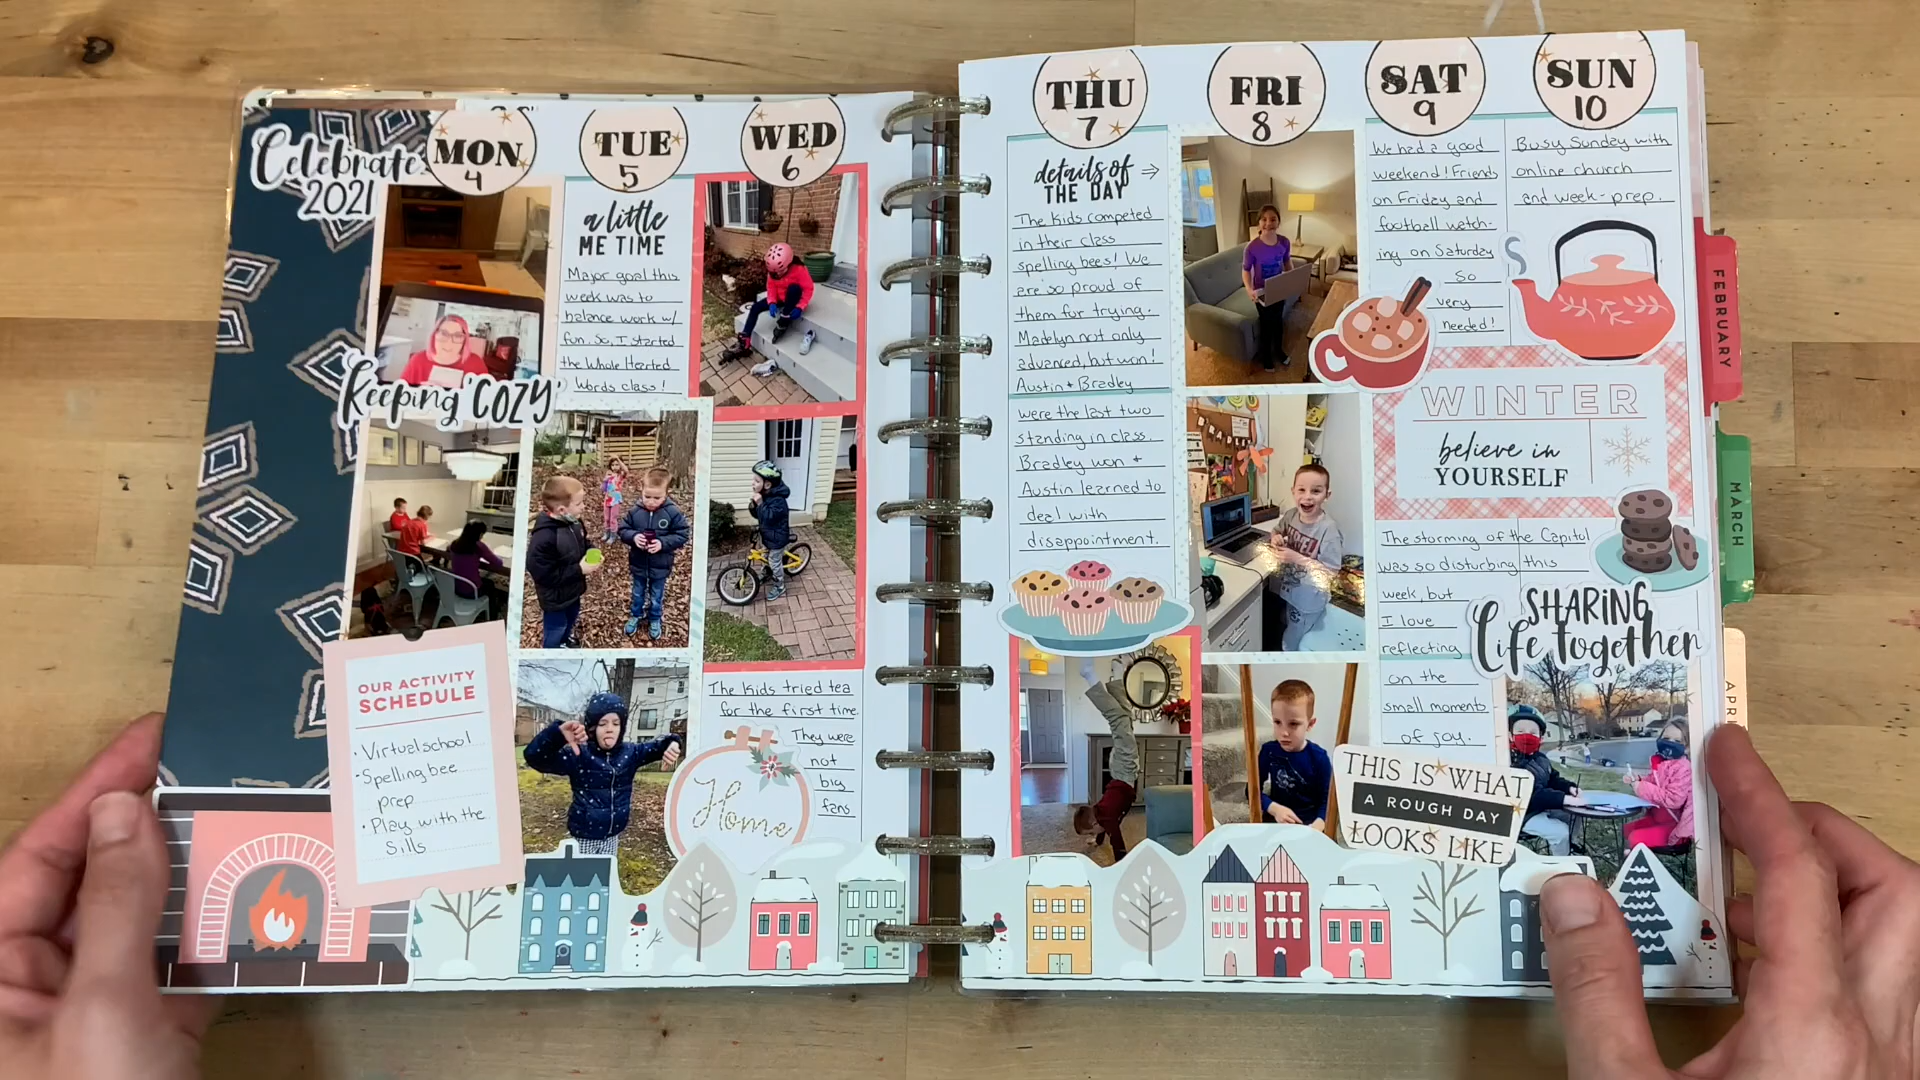 Celebrate
2021
MON
4
Keeping COZY
OUR ACTIVITY
SCHEDULE
• Virtual school
• Spelling bee
prep
• Play with the
Sills
TUE
5
a little
ME TIME
Major goal this
week was to
balance work w/
fun. So, I started
the Whole Hearted
Words class!
WED
6
The Kids tried tea
for the first time.
They were
not
big
fans
Home
THU
7
details of
THE DAY
The Kids competed
in their class
spelling bees! We
are so proud of
them for trying.
Madelyn not only
advanced, but won!
Austin + Bradley
were the last two
standing in class.
Bradley won +
Austin learned to
deal with
disappointment.
FRI
8
SAT
9
We had a good
weekend! Friends
on Friday and
football watch-
ing on Saturday
So
very
needed!
SUN
10
Busy Sunday with
online church
and week-prep.
WINTER
believe in
YOURSELF
The storming of the Capitol
was so disturbing this
week, but
I love
reflecting
on the
small moments
of joy.
SHARING
Life together
THIS IS WHAT
A ROUGH DAY
LOOKS LIKE
FEBRUARY
MARCH